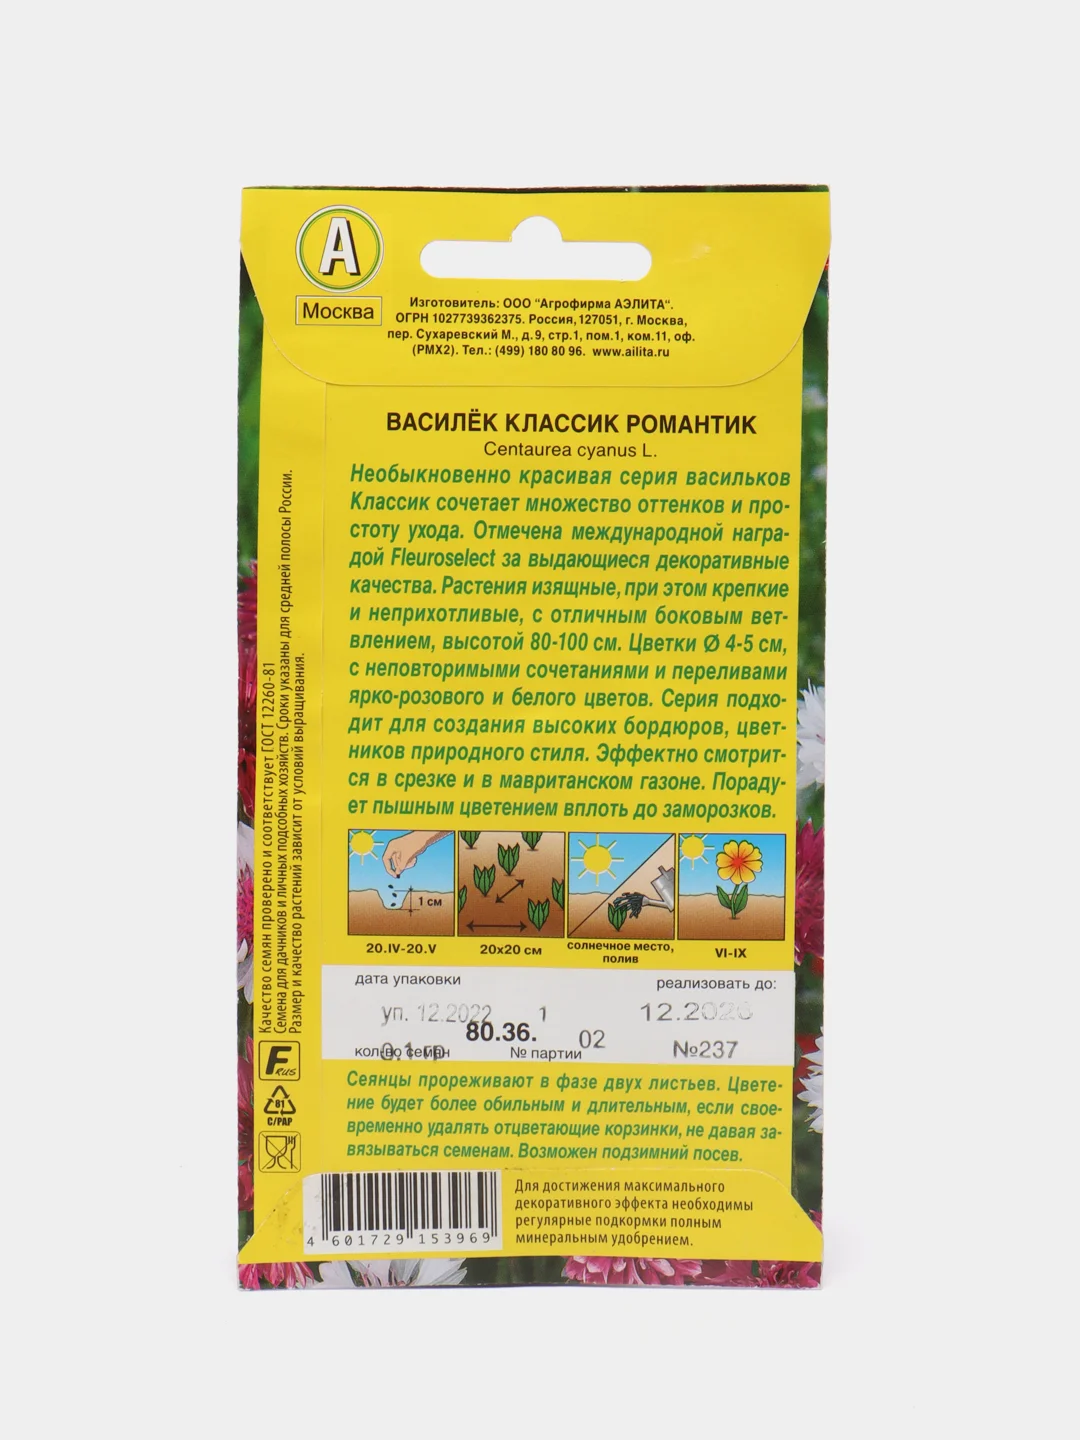 А
Москва
Изготовитель: ООО "Агрофирма АЭЛИТА".
ОГРН 1027739362375. Россия,127051, г. Москва,
пер. Сухаревский М., д.9, стр.1, пом.1, ком.11, оф.
(РМХ2). Тел.: (499) 180 80 96. www.ailita.ru
ВАСИЛЁК КЛАССИК РОМАНТИК
Centaurea cyanus L.
Необыкновенно красивая серия васильков
Классик сочетает множество оттенков и про-
стоту ухода. Отмечена международной награ-
дой Fleuroselect за выдающиеся декоративные
качества. Растения изящные, при этом крепкие
и неприхотливые, с отличным боковым вет-
влением, высотой 80-100 см. Цветки Ø 4-5 см,
с неповторимыми сочетаниями и переливами
ярко-розового и белого цветов. Серия подхо-
дит для создания высоких бордюров, цвет-
ников природного стиля. Эффектно смотрит-
ся в срезке и в мавританском газоне. Пораду-
ет пышным цветением вплоть до заморозков.
1 см
20.IV-20.V
20х20 см
солнечное место,
полив
VI-IX
дата упаковки
реализовать до:
уп. 12.2022
1
80.36.
02
кол-во семян
0.1 гр
№ партии
№237
Сеянцы прореживают в фазе двух листьев. Цвете-
ние будет более обильным и длительным, если свое-
временно удалять отцветающие корзинки, не давая за-
вязываться семенам. Возможен подзимний посев.
Для достижения максимального
декоративного эффекта необходимы
регулярные подкормки полным
минеральным удобрением.
4 601729 153969
Качество семян проверено и соответствует ГОСТ 12260-81
Семена для дачников и личных подсобных хозяйств. Сроки указаны для средней полосы России.
Размер и качество растений зависит от условий выращивания.
F RUS
81
C/PAP